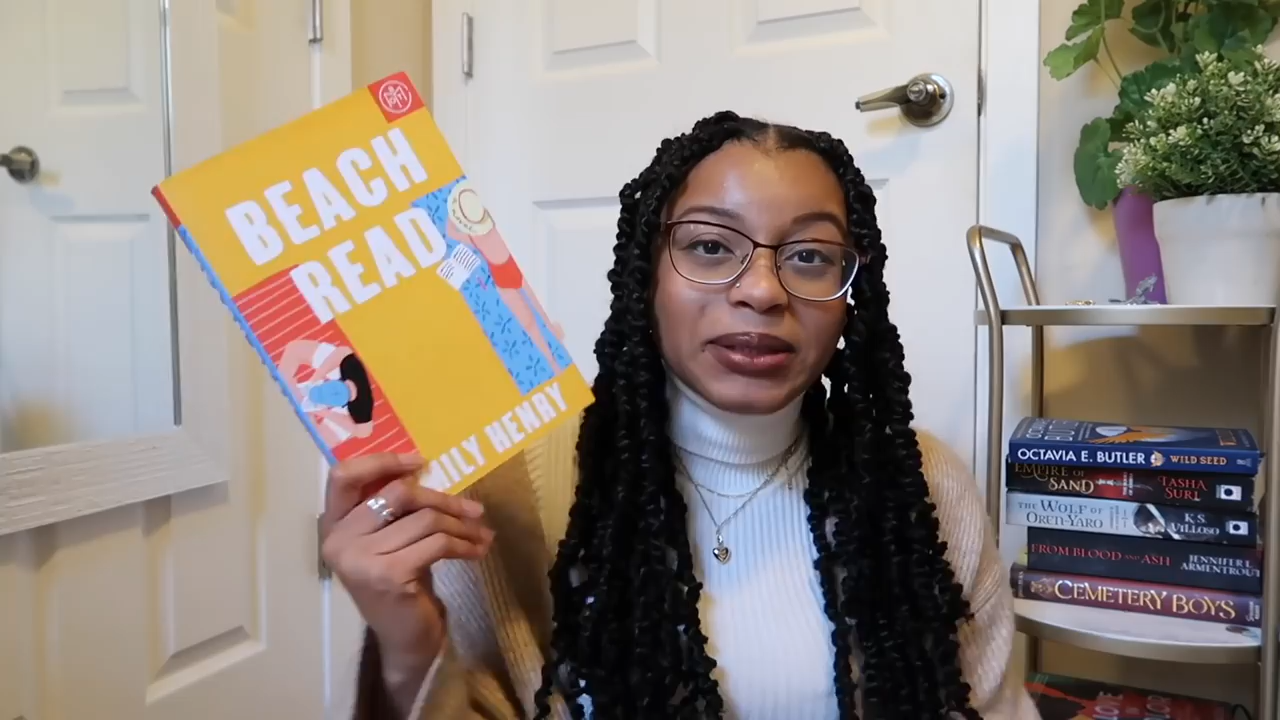 BEACH
READ
EMILY HENRY
OCTAVIA E. BUTLER WILD SEED
EMPIRE OF
SAND
TASHA
SURI
THE WOLF OF
OREN-YARO
K.S.
VILLOSO
FROM BLOOD AND ASH
JENNIFER L.
ARMENTROUT
CEMETERY BOYS